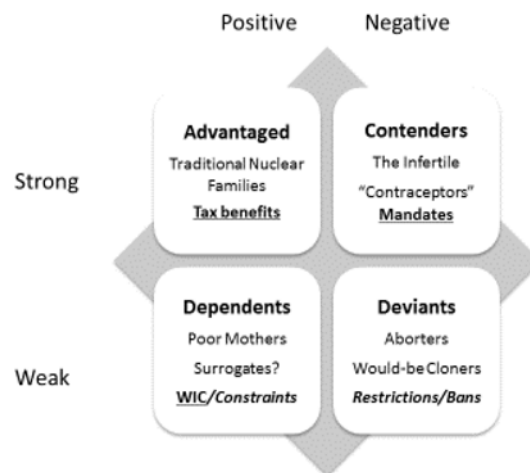 Positive Negative
Strong
Advantaged
Traditional Nuclear
Families
Tax benefits
Contenders
The Infertile
“Contraceptors”
Mandates
Weak
Dependents
Poor Mothers
Surrogates?
WIC/Constraints
Deviants
Aborters
Would-be Cloners
Restrictions/Bans